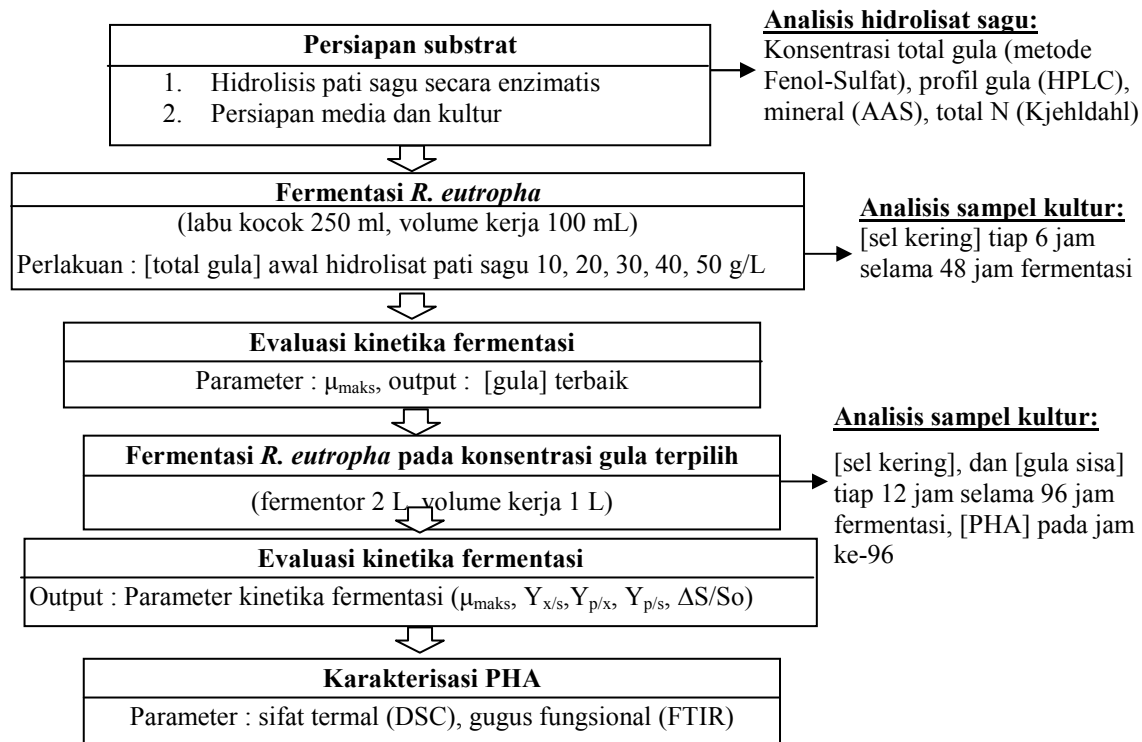 Persiapan substrat
1. Hidrolisis pati sagu secara enzimatis
2. Persiapan media dan kultur
Analisis hidrolisat sagu:
Konsentrasi total gula (metode
Fenol-Sulfat), profil gula (HPLC),
mineral (AAS), total N (Kjehldahl)
Fermentasi R. eutropha
(labu kocok 250 ml, volume kerja 100 mL)
Perlakuan : [total gula] awal hidrolisat pati sagu 10, 20, 30, 40, 50 g/L
Analisis sampel kultur:
[sel kering] tiap 6 jam
selama 48 jam fermentasi
Evaluasi kinetika fermentasi
Parameter : μmaks, output : [gula] terbaik
Fermentasi R. eutropha pada konsentrasi gula terpilih
(fermentor 2 L, volume kerja 1 L)
Analisis sampel kultur:
[sel kering], dan [gula sisa]
tiap 12 jam selama 96 jam
fermentasi, [PHA] pada jam
ke-96
Evaluasi kinetika fermentasi
Output : Parameter kinetika fermentasi (μmaks, Yx/s,Yp/x, Yp/s, ΔS/So)
Karakterisasi PHA
Parameter : sifat termal (DSC), gugus fungsional (FTIR)